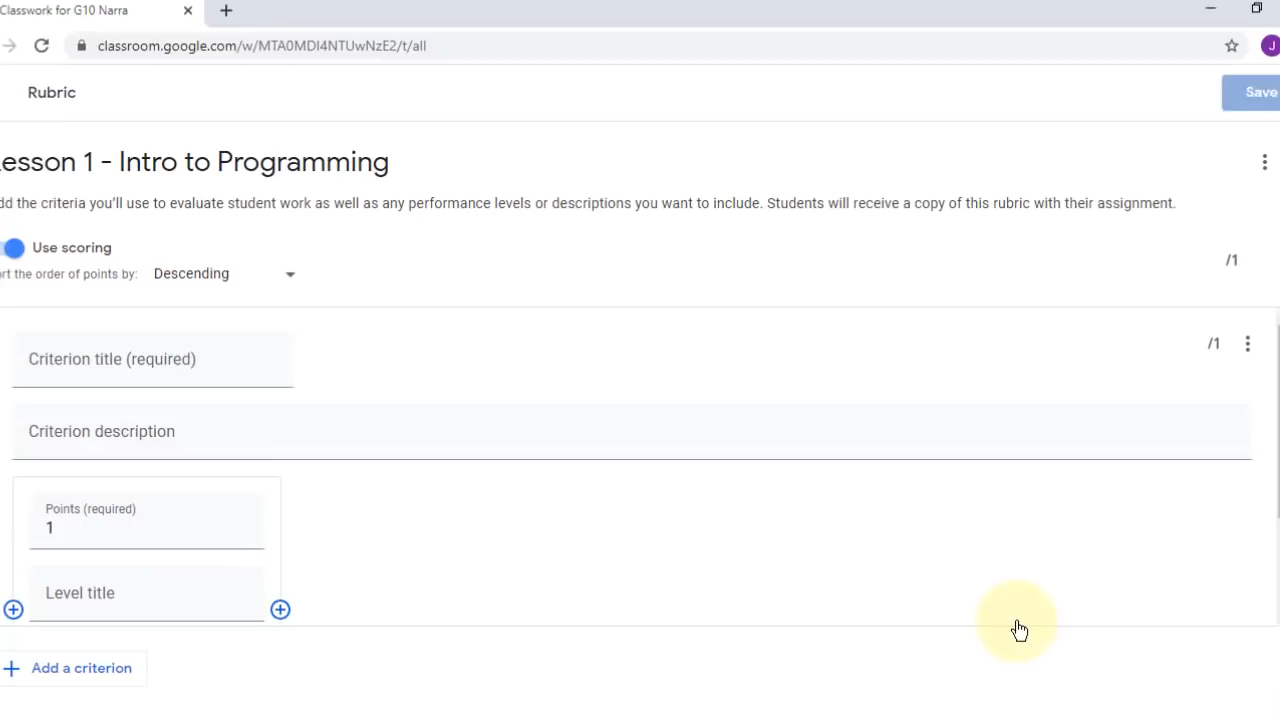 Classwork for G10 Narra
classroom.google.com/w/MTA0MDI4NTUwNzE2/t/all
J
Rubric
Save
esson 1 - Intro to Programming
dd the criteria you'll use to evaluate student work as well as any performance levels or descriptions you want to include. Students will receive a copy of this rubric with their assignment.
Use scoring
rt the order of points by: Descending
/1
Criterion title (required)
/1
Criterion description
Points (required)
1
Level title
Add a criterion